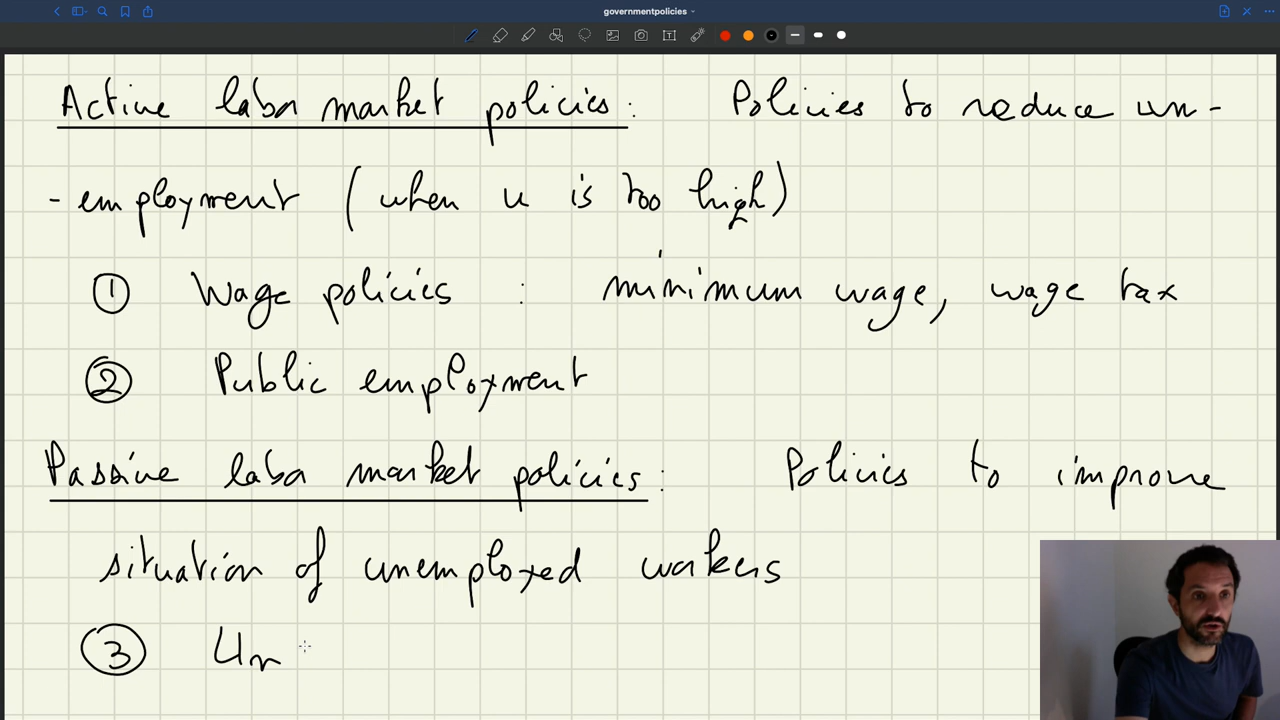 governmentpolicies
Active labor market policies: Policies to reduce un-
- employment (when u is too high)
① Wage policies : minimum wage, wage tax
② Public employment
Passive labor market policies: Policies to improve
situation of unemployed workers
③ Un